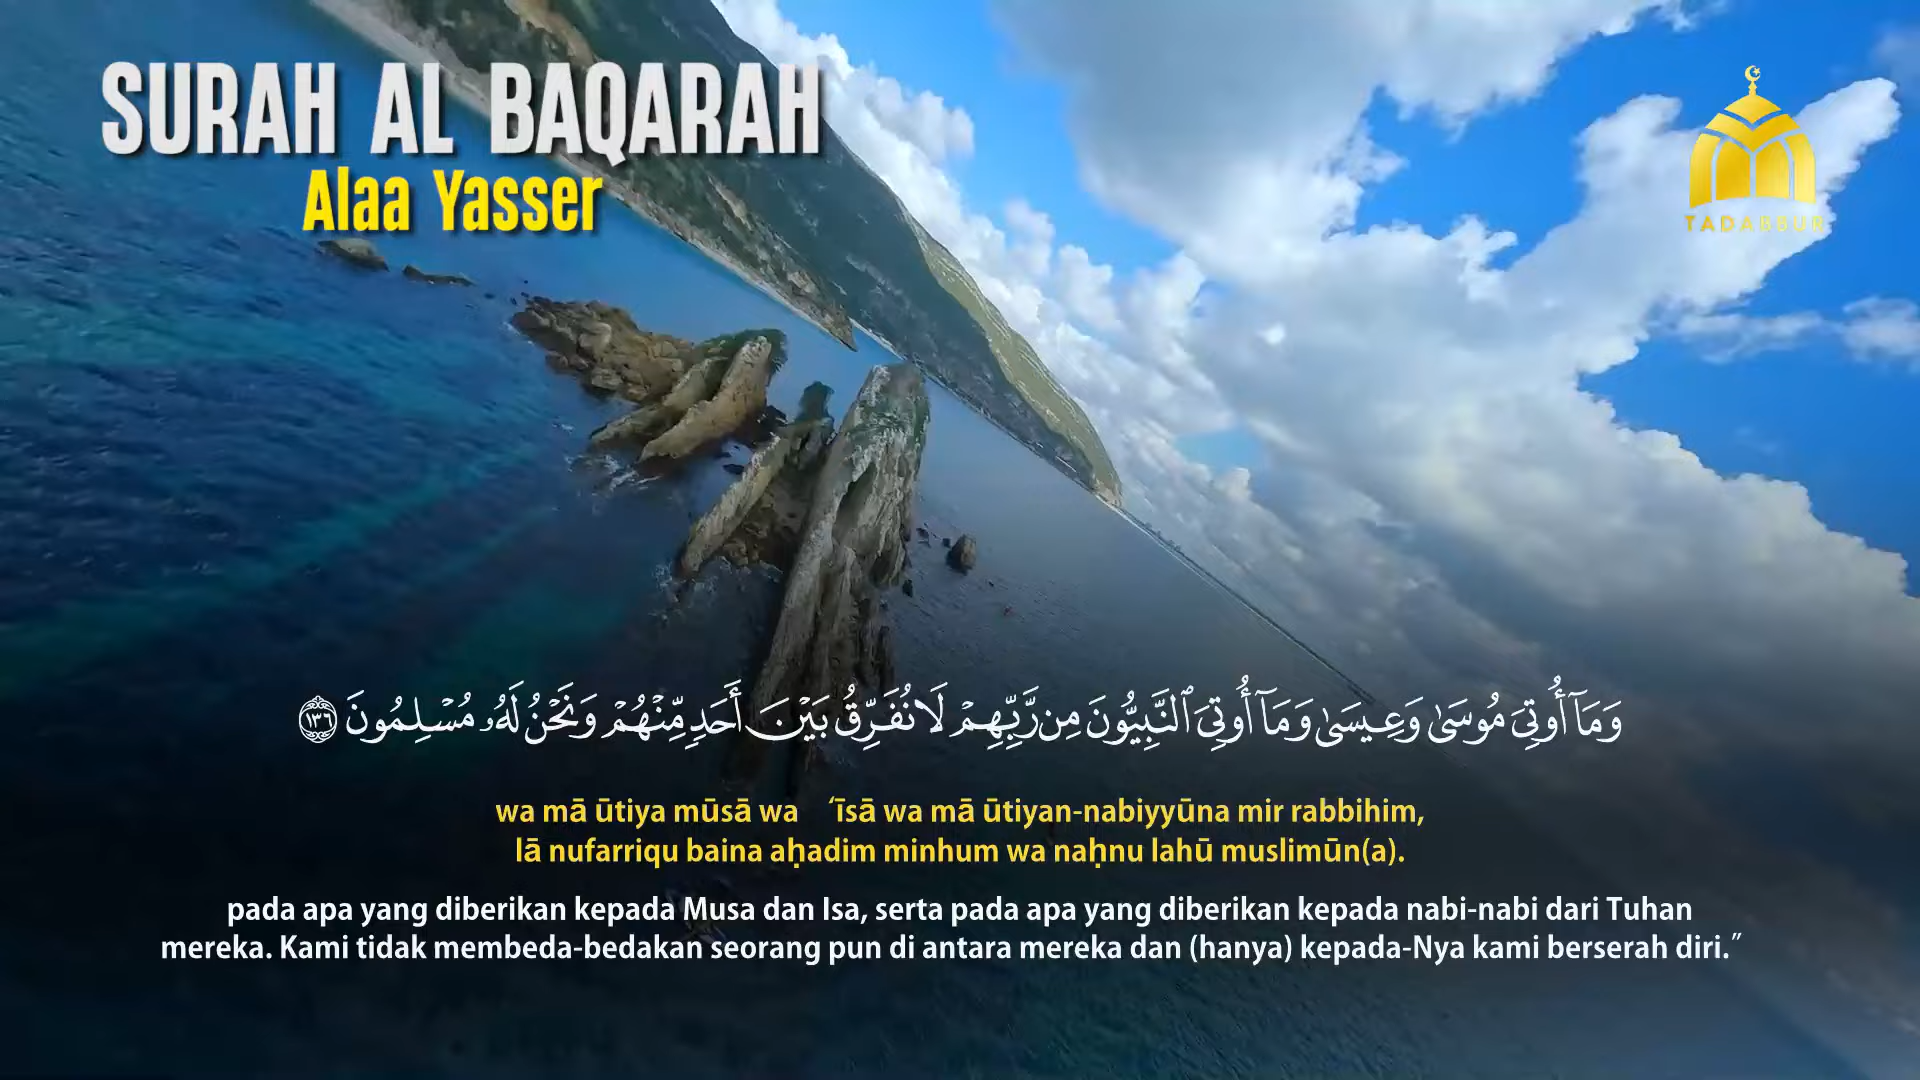 SURAH AL BAQARAH
Alaa Yasser
TADABBUR
وَمَآ أُوتِىَ مُوسَىٰ وَعِيسَىٰ وَمَآ أُوتِىَ ٱلنَّبِيُّونَ مِن رَّبِّهِمْ لَا نُفَرِّقُ بَيْنَ أَحَدٍ مِّنْهُمْ وَنَحْنُ لَهُۥ مُسْلِمُونَ ١٣٦
wa mā ūtiya mūsā wa ‘īsā wa mā ūtiyan-nabiyyūna mir rabbihim,
lā nufarriqu baina aḥadim minhum wa naḥnu lahū muslimūn(a).
pada apa yang diberikan kepada Musa dan Isa, serta pada apa yang diberikan kepada nabi-nabi dari Tuhan
mereka. Kami tidak membeda-bedakan seorang pun di antara mereka dan (hanya) kepada-Nya kami berserah diri.”